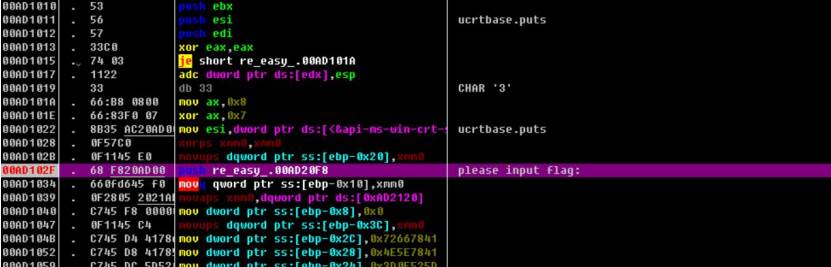 00AD1010 . 53 push ebx
00AD1011 . 56 push esi ucrtbase.puts
00AD1012 . 57 push edi
00AD1013 . 33C0 xor eax,eax
00AD1015 .⌄ 74 03 je short re_easy_.00AD101A
00AD1017 . 1122 adc dword ptr ds:[edx],esp
00AD1019 33 db 33 CHAR '3'
00AD101A . 66:B8 0800 mov ax,0x8
00AD101E . 66:83F0 07 xor ax,0x7
00AD1022 . 8B35 AC20AD00 mov esi,dword ptr ds:[<&api-ms-win-crt-s ucrtbase.puts
00AD1028 . 0F57C0 xorps xmm0,xmm0
00AD102B . 0F1145 E0 movups dqword ptr ss:[ebp-0x20],xmm0
00AD102F . 68 F820AD00 push re_easy_.00AD20F8 please input flag:
00AD1034 . 660fd645 f0 movq qword ptr ss:[ebp-0x10],xmm0
00AD1039 . 0F2805 2021AD movaps xmm0,dqword ptr ds:[0xAD2120]
00AD1040 . C745 F8 0000 mov dword ptr ss:[ebp-0x8],0x0
00AD1047 . 0F1145 C4 movups dqword ptr ss:[ebp-0x3C],xmm0
00AD104B . C745 D4 4178 mov dword ptr ss:[ebp-0x2C],0x72667841
00AD1052 . C745 D8 4178 mov dword ptr ss:[ebp-0x28],0x4E5E7841
00AD1059 . C745 DC 5D52 mov dword ptr ss:[ebp-0x24],0x3D0F525D